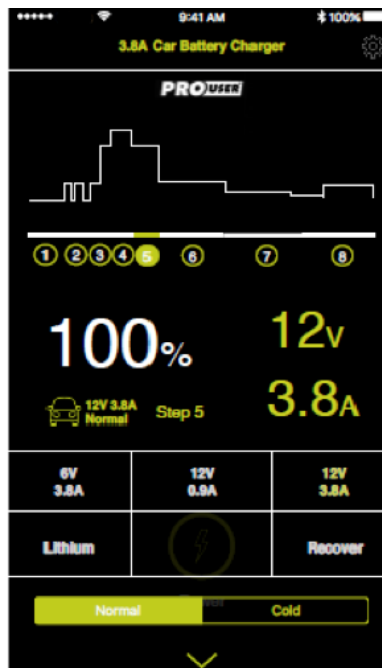 9:41 AM 100%
3.8A Car Battery Charger
PROUSER
1 2 3 4 5 6 7 8
100% 12v
3.8A
12V 3.8A
Normal Step 5
6V 12V 12V
3.8A 0.9A 3.8A
Lithium Recover
Normal Cold